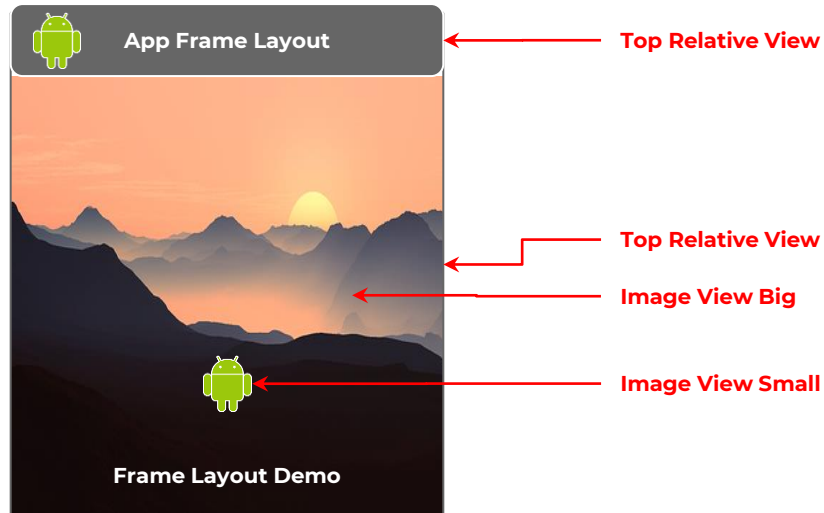 App Frame Layout
Top Relative View
Top Relative View
Image View Big
Image View Small
Frame Layout Demo